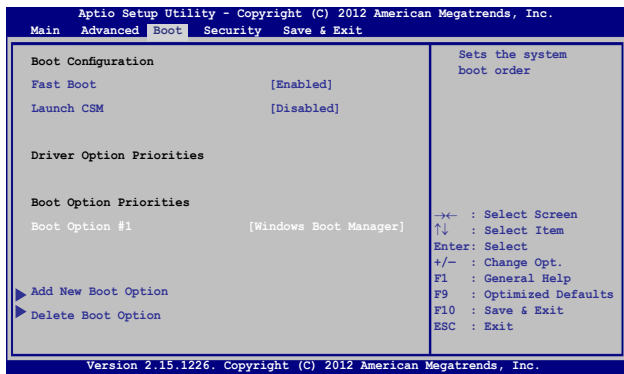 Aptio Setup Utility - Copyright (C) 2012 American Megatrends, Inc.
Main Advanced Boot Security Save & Exit
Boot Configuration
Fast Boot [Enabled]
Launch CSM [Disabled]
Driver Option Priorities
Boot Option Priorities
Boot Option #1 [Windows Boot Manager]
Add New Boot Option
Delete Boot Option
Sets the system
boot order
→← : Select Screen
↑↓ : Select Item
Enter: Select
+/— : Change Opt.
F1 : General Help
F9 : Optimized Defaults
F10 : Save & Exit
ESC : Exit
Version 2.15.1226. Copyright (C) 2012 American Megatrends, Inc.